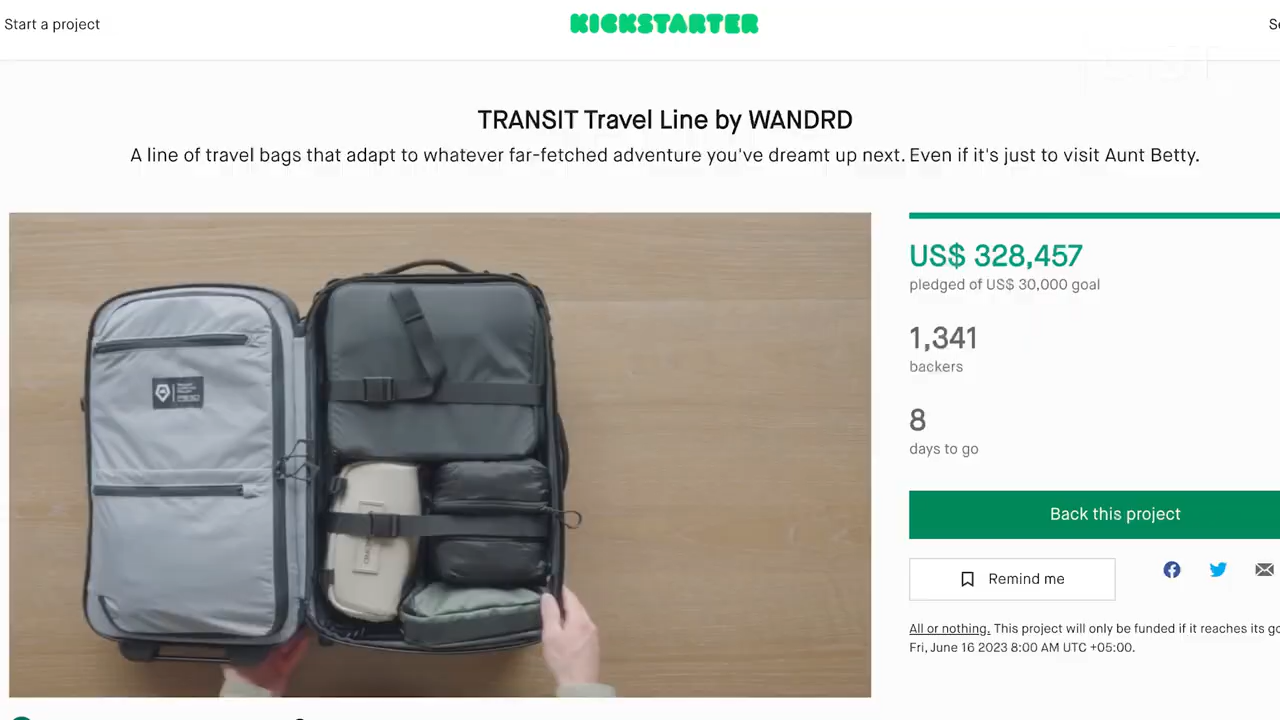 Start a project
KICKSTARTER
TRANSIT Travel Line by WANDRD
A line of travel bags that adapt to whatever far-fetched adventure you've dreamt up next. Even if it's just to visit Aunt Betty.
US$ 328,457
pledged of US$ 30,000 goal
1,341
backers
8
days to go
Back this project
Remind me
All or nothing. This project will only be funded if it reaches its
Fri, June 16 2023 8:00 AM UTC +05:00.